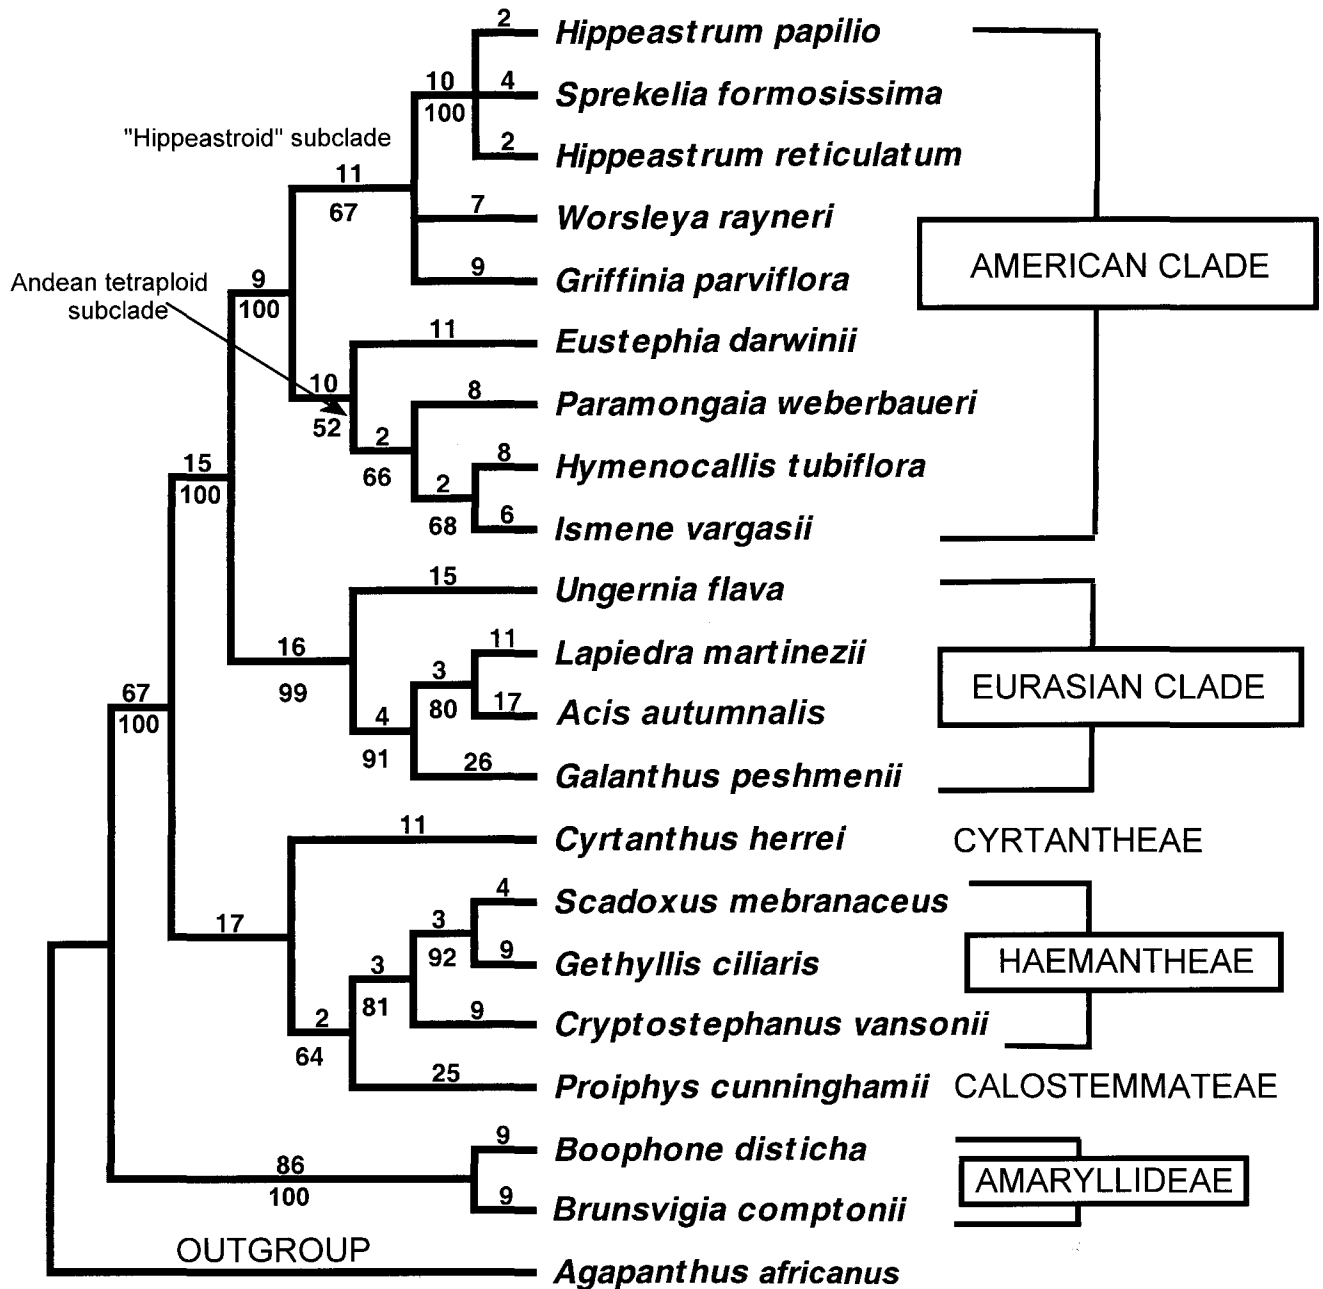 2
Hippeastrum papilio
10
4
Sprekelia formosissima
100
"Hippeastroid" subclade
2
Hippeastrum reticulatum
11
67
7
Worsleya rayneri
AMERICAN CLADE
9
Griffinia parviflora
9
100
Andean tetraploid
subclade
11
Eustephia darwinii
10
52
8
Paramongaia weberbaueri
2
66
8
Hymenocallis tubiflora
2
68
6
Ismene vargasii
15
100
15
Ungernia flava
16
99
11
Lapiedra martinezii
3
80
EURASIAN CLADE
17
Acis autumnalis
4
91
26
Galanthus peshmenii
67
100
11
Cyrtanthus herrei
CYRTANTHEAE
4
Scadoxus mebranaceus
17
3
92
9
Gethyllis ciliaris
HAEMANTHEAE
3
81
9
Cryptostephanus vansonii
2
64
25
Proiphys cunninghamii
CALOSTEMMATEAE
9
Boophone disticha
86
100
AMARYLLIDEAE
9
Brunsvigia comptonii
OUTGROUP
Agapanthus africanus